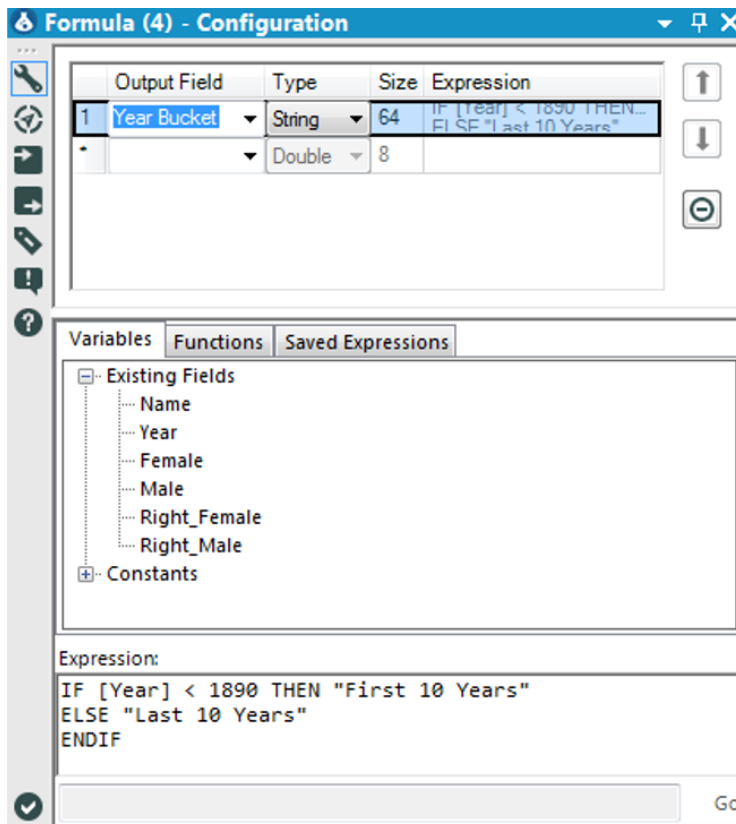 Formula (4) - Configuration
Output Field Type Size Expression
1 Year Bucket String 64 IF [Year] < 1890 THEN...
ELSE "Last 10 Years"
* Double 8
Variables Functions Saved Expressions
Existing Fields
Name
Year
Female
Male
Right_Female
Right_Male
Constants
Expression:
IF [Year] < 1890 THEN "First 10 Years"
ELSE "Last 10 Years"
ENDIF
Go